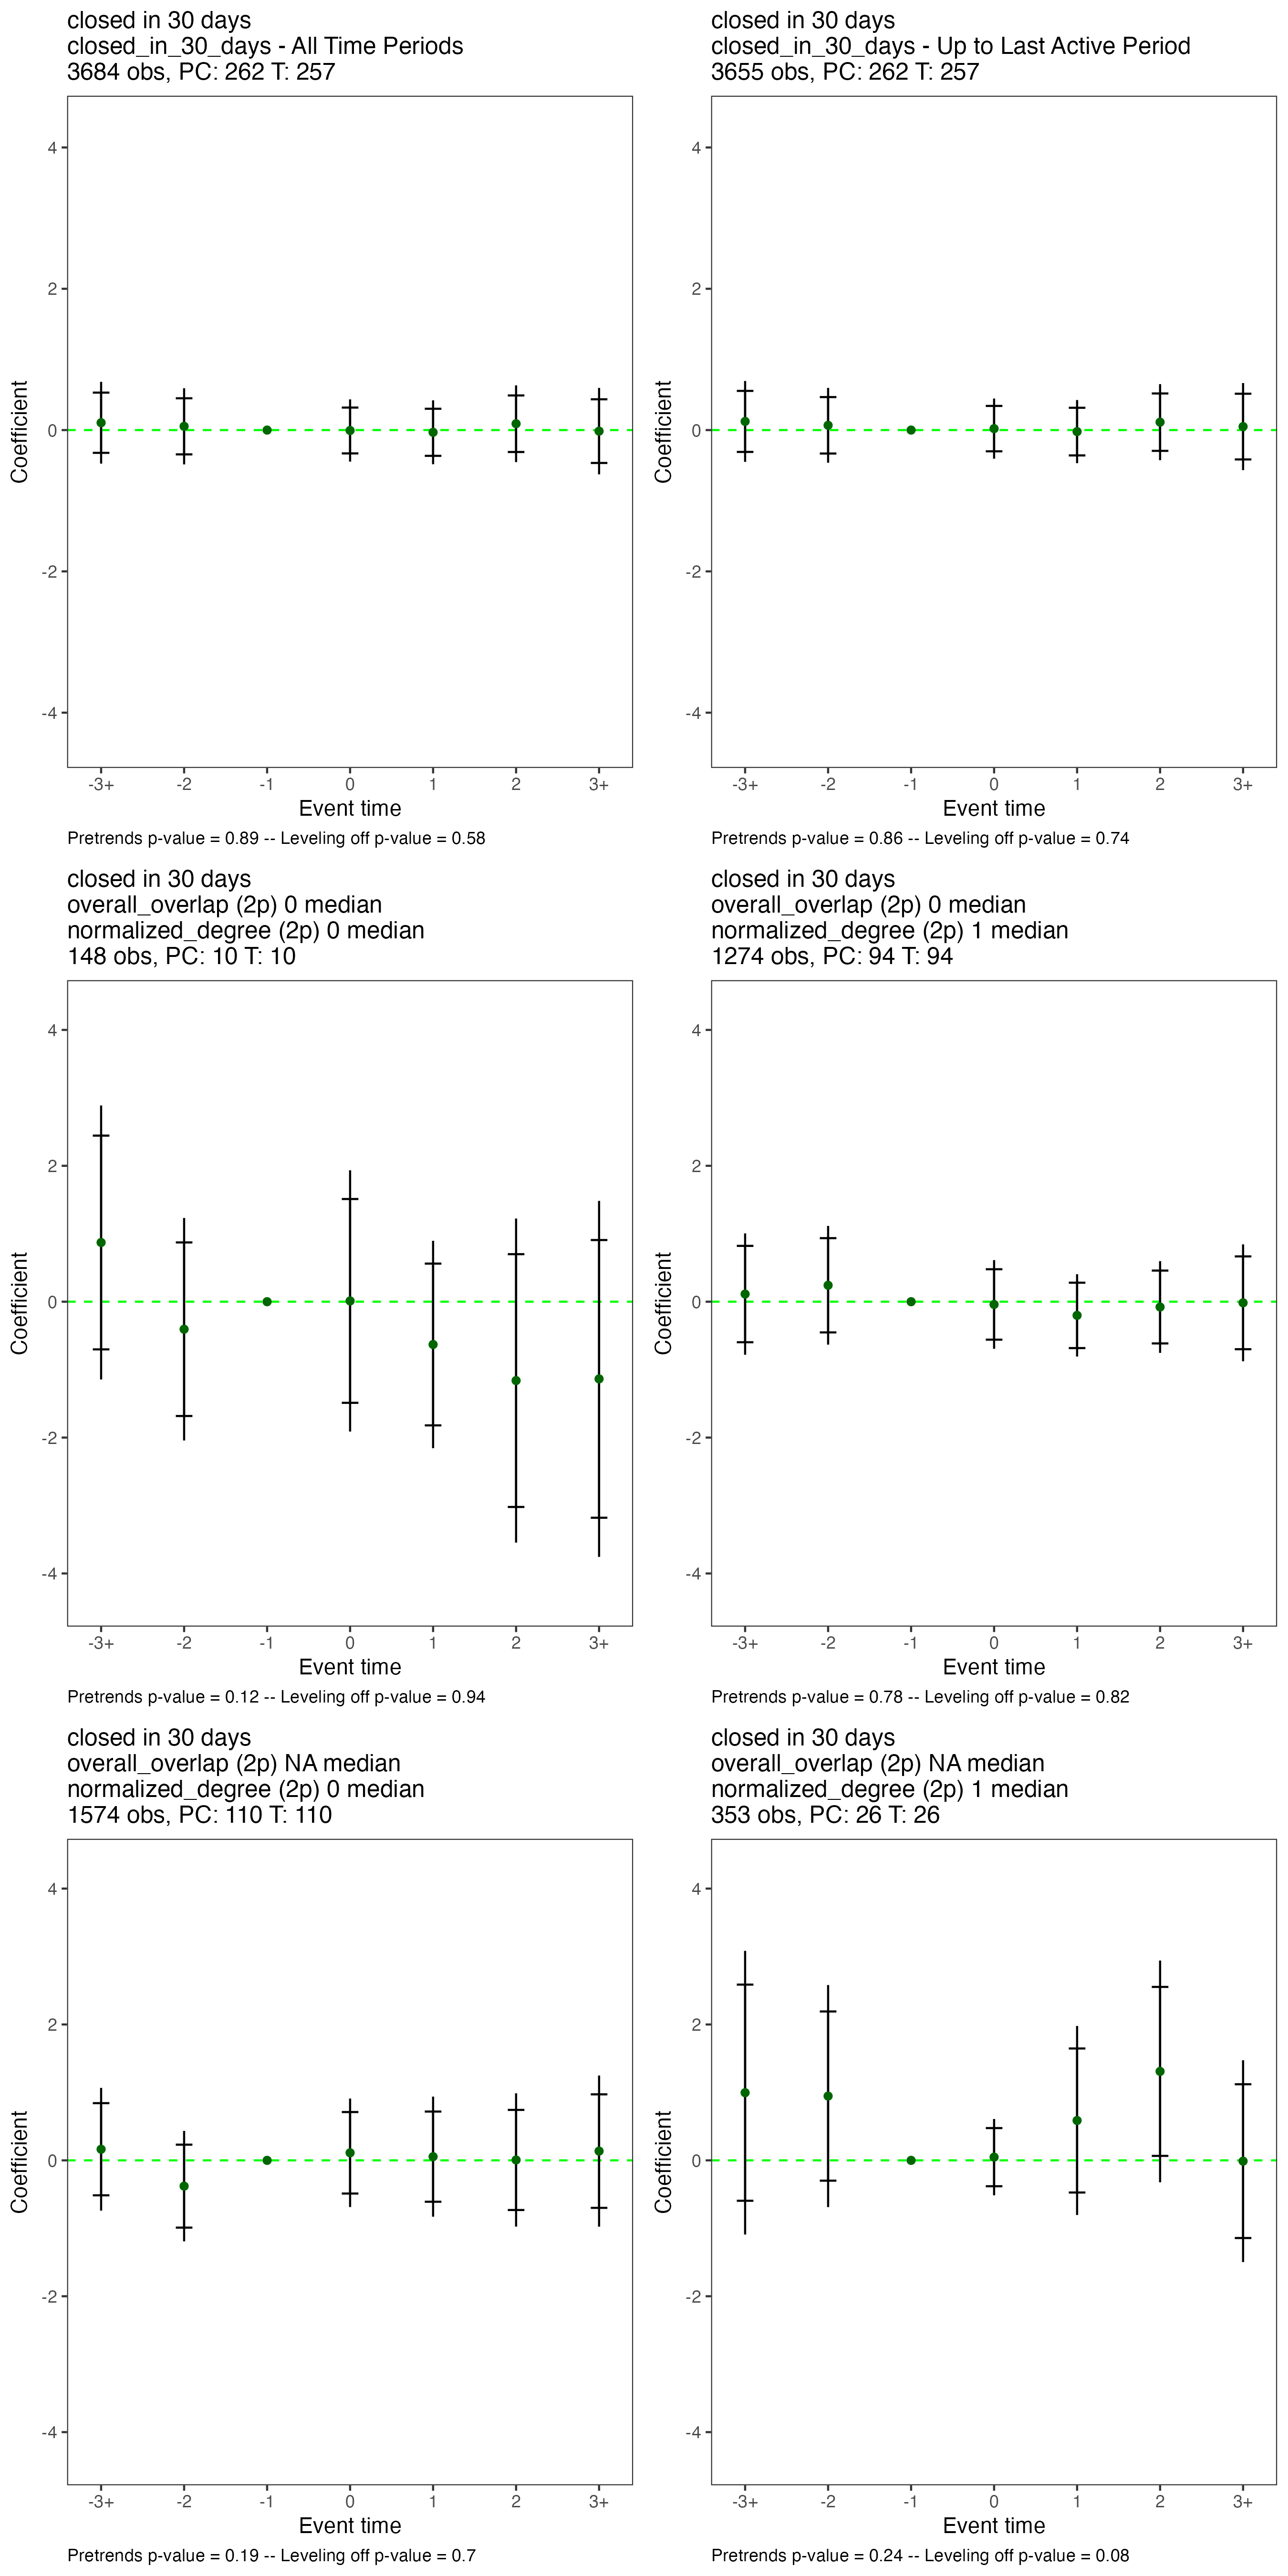 closed in 30 days
closed_in_30_days - All Time Periods
3684 obs, PC: 262 T: 257
Coefficient
4
2
0
-2
-4
-3+ -2 -1 0 1 2 3+
Event time
Pretrends p-value = 0.89 -- Leveling off p-value = 0.58
closed in 30 days
closed_in_30_days - Up to Last Active Period
3655 obs, PC: 262 T: 257
Coefficient
4
2
0
-2
-4
-3+ -2 -1 0 1 2 3+
Event time
Pretrends p-value = 0.86 -- Leveling off p-value = 0.74
closed in 30 days
overall_overlap (2p) 0 median
normalized_degree (2p) 0 median
148 obs, PC: 10 T: 10
Coefficient
4
2
0
-2
-4
-3+ -2 -1 0 1 2 3+
Event time
Pretrends p-value = 0.12 -- Leveling off p-value = 0.94
closed in 30 days
overall_overlap (2p) 0 median
normalized_degree (2p) 1 median
1274 obs, PC: 94 T: 94
Coefficient
4
2
0
-2
-4
-3+ -2 -1 0 1 2 3+
Event time
Pretrends p-value = 0.78 -- Leveling off p-value = 0.82
closed in 30 days
overall_overlap (2p) NA median
normalized_degree (2p) 0 median
1574 obs, PC: 110 T: 110
Coefficient
4
2
0
-2
-4
-3+ -2 -1 0 1 2 3+
Event time
Pretrends p-value = 0.19 -- Leveling off p-value = 0.7
closed in 30 days
overall_overlap (2p) NA median
normalized_degree (2p) 1 median
353 obs, PC: 26 T: 26
Coefficient
4
2
0
-2
-4
-3+ -2 -1 0 1 2 3+
Event time
Pretrends p-value = 0.24 -- Leveling off p-value = 0.08